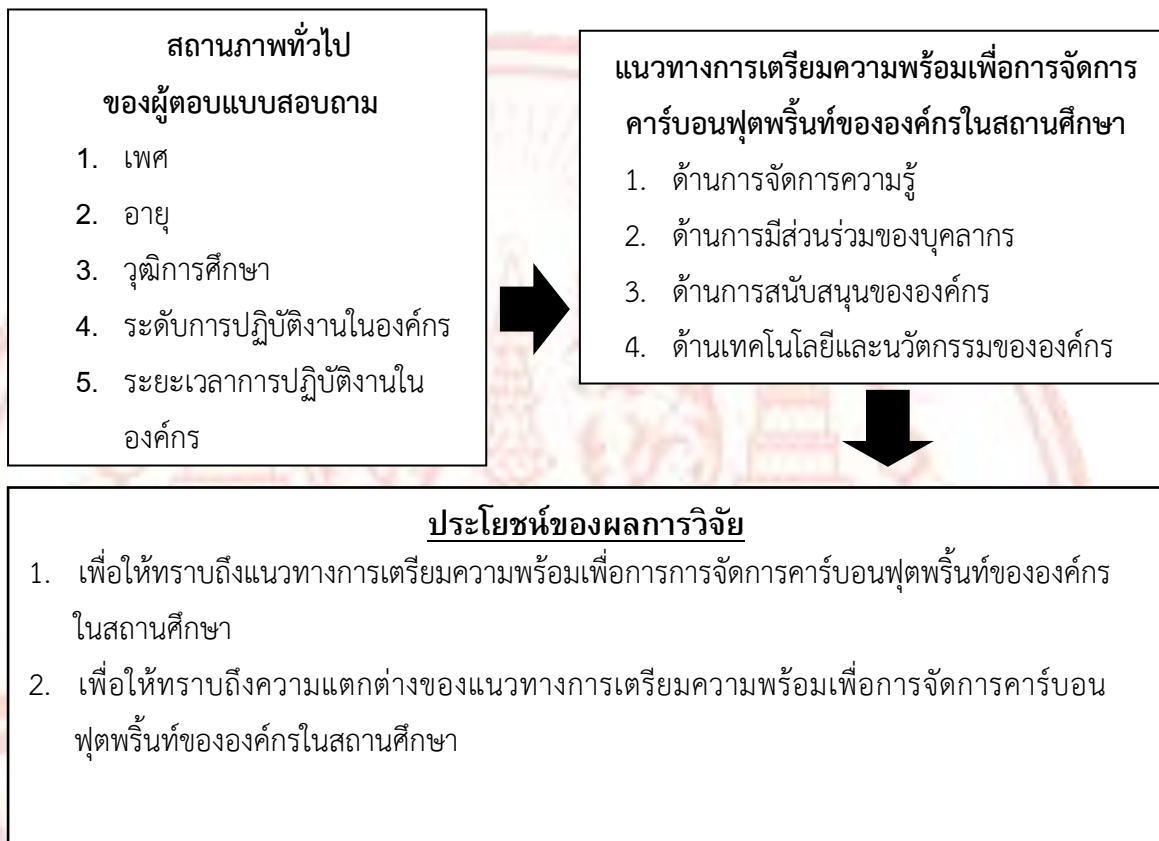 สถานภาพทั่วไป
ของผู้ตอบแบบสอบถาม
1. เพศ
2. อายุ
3. วุฒิการศึกษา
4. ระดับการปฏิบัติงานในองค์กร
5. ระยะเวลาการปฏิบัติงานใน
องค์กร
แนวทางการเตรียมความพร้อมเพื่อการจัดการ
คาร์บอนฟุตพริ้นท์ขององค์กรในสถานศึกษา
1. ด้านการจัดการความรู้
2. ด้านการมีส่วนร่วมของบุคลากร
3. ด้านการสนับสนุนขององค์กร
4. ด้านเทคโนโลยีและนวัตกรรมขององค์กร
ประโยชน์ของผลการวิจัย
1. เพื่อให้ทราบถึงแนวทางการเตรียมความพร้อมเพื่อการการจัดการคาร์บอนฟุตพริ้นท์ขององค์กร
ในสถานศึกษา
2. เพื่อให้ทราบถึงความแตกต่างของแนวทางการเตรียมความพร้อมเพื่อการจัดการคาร์บอน
ฟุตพริ้นท์ขององค์กรในสถานศึกษา